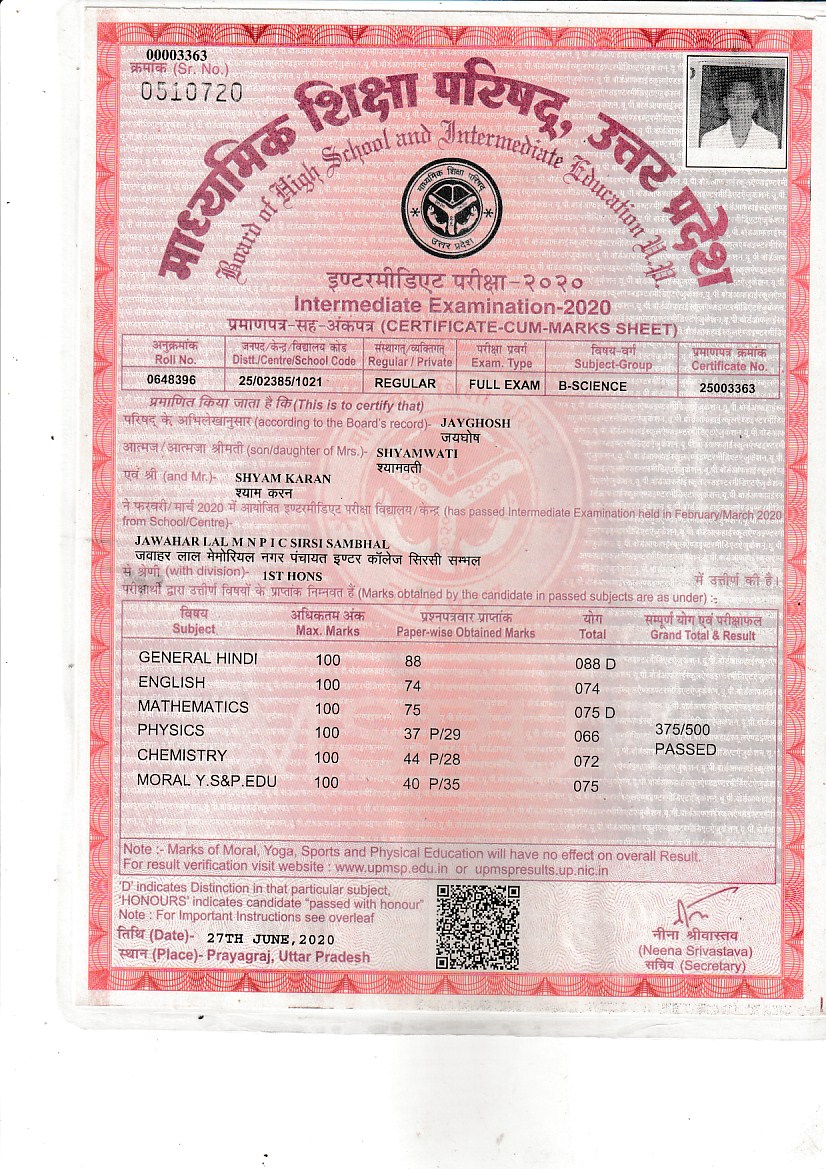 00003363
क्रमांक (Sr. No.)
0510720
माध्यमिक शिक्षा परिषद्, उत्तर प्रदेश
Board of High School and Intermediate Education U.P.
माध्यमिक शिक्षा परिषद्
उत्तर प्रदेश
इण्टरमीडिएट परीक्षा-२०२०
Intermediate Examination-2020
प्रमाणपत्र-सह-अंकपत्र (CERTIFICATE-CUM-MARKS SHEET)
अनुक्रमांक जनपद/केन्द्र/विद्यालय कोड संस्थागत/व्यक्तिगत परीक्षा प्रवर्ग विषय-वर्ग प्रमाणपत्र क्रमांक
Roll No. Distt./Centre/School Code Regular / Private Exam. Type Subject-Group Certificate No.
0648396 25/02385/1021 REGULAR FULL EXAM B-SCIENCE 25003363
प्रमाणित किया जाता है कि (This is to certify that)
परिषद् के अभिलेखानुसार (according to the Board's record)- JAYGHOSH
जयघोष
आत्मज/आत्मजा श्रीमती (son/daughter of Mrs.)- SHYAMWATI
श्यामवती
एवं श्री (and Mr.)- SHYAM KARAN
श्याम करन
ने फरवरी/मार्च 2020 में आयोजित इण्टरमीडिएट परीक्षा विद्यालय/केन्द्र (has passed Intermediate Examination held in February/March 2020
from School/Centre)-
JAWAHAR LAL M N P I C SIRSI SAMBHAL
जवाहर लाल मेमोरियल नगर पंचायत इण्टर कॉलेज सिरसी सम्भल
में श्रेणी (with division)- 1ST HONS में उत्तीर्ण की है।
परीक्षार्थी द्वारा उत्तीर्ण विषयों के प्राप्तांक निम्नवत हैं (Marks obtained by the candidate in passed subjects are as under) :-
विषय अधिकतम अंक प्रश्नपत्रवार प्राप्तांक योग सम्पूर्ण योग एवं परीक्षाफल
Subject Max. Marks Paper-wise Obtained Marks Total Grand Total & Result
GENERAL HINDI 100 88 088 D
ENGLISH 100 74 074
MATHEMATICS 100 75 075 D
PHYSICS 100 37 P/29 066 375/500
PASSED
CHEMISTRY 100 44 P/28 072
MORAL Y.S&P.EDU 100 40 P/35 075
Note :- Marks of Moral, Yoga, Sports and Physical Education will have no effect on overall Result.
For result verification visit website : www.upmsp.edu.in or upmspresults.up.nic.in
'D' indicates Distinction in that particular subject,
'HONOURS' indicates candidate "passed with honour"
Note : For Important Instructions see overleaf
तिथि (Date)- 27TH JUNE,2020
स्थान (Place)- Prayagraj, Uttar Pradesh
नीना श्रीवास्तव
(Neena Srivastava)
सचिव (Secretary)